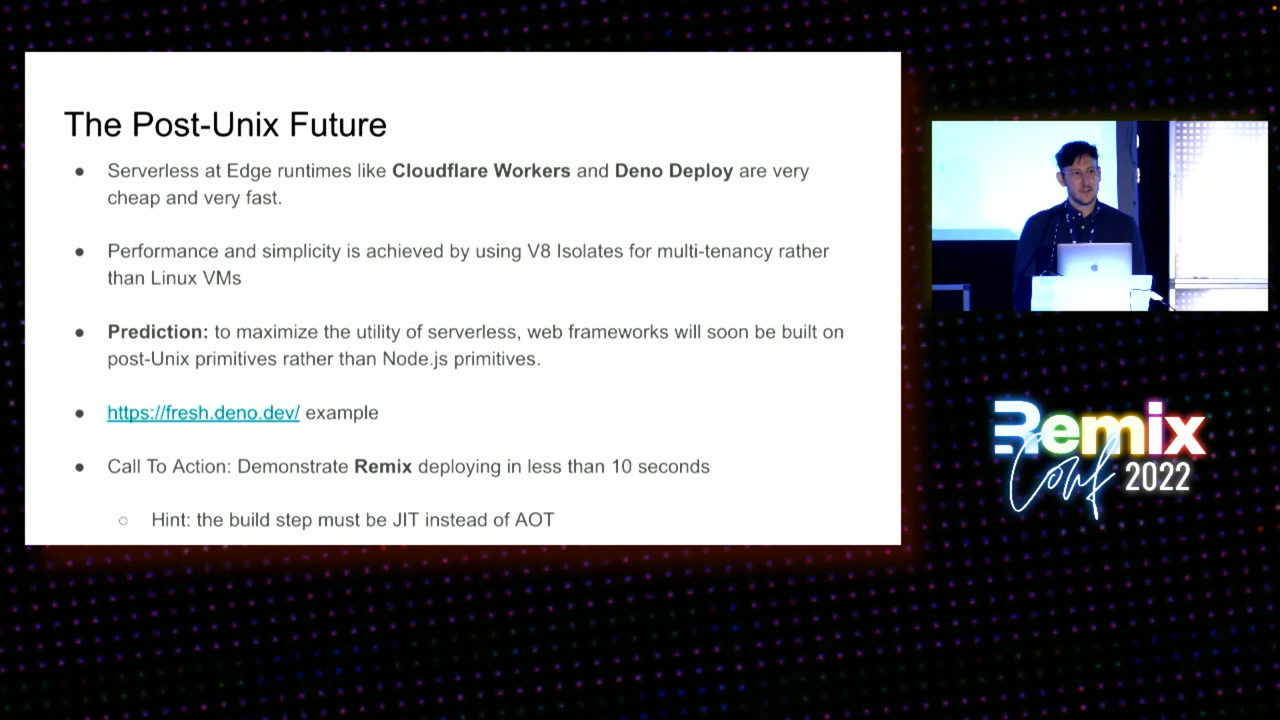 The Post-Unix Future
● Serverless at Edge runtimes like Cloudflare Workers and Deno Deploy are very
cheap and very fast.
● Performance and simplicity is achieved by using V8 Isolates for multi-tenancy rather
than Linux VMs
● Prediction: to maximize the utility of serverless, web frameworks will soon be built on
post-Unix primitives rather than Node.js primitives.
● https://fresh.deno.dev/ example
● Call To Action: Demonstrate Remix deploying in less than 10 seconds
○ Hint: the build step must be JIT instead of AOT
Remix
Conf 2022